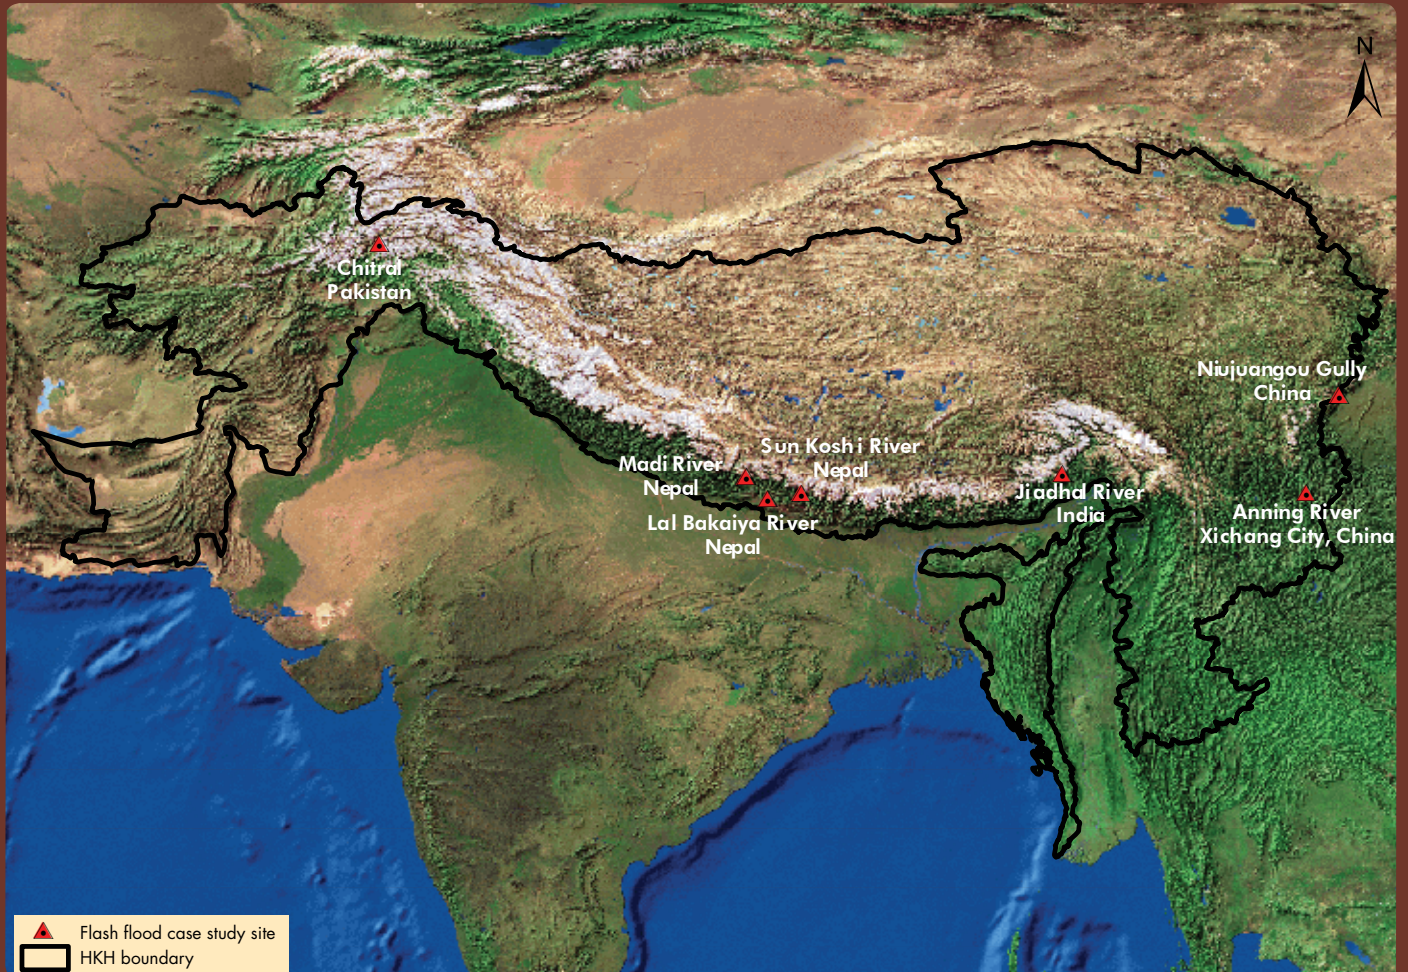 N
Chitral
Pakistan
Niujuangou Gully
China
Sun Koshi River
Nepal
Madi River
Nepal
Jiadhal River
India
Anning River
Xichang City, China
Lal Bakaiya River
Nepal
Flash flood case study site
HKH boundary